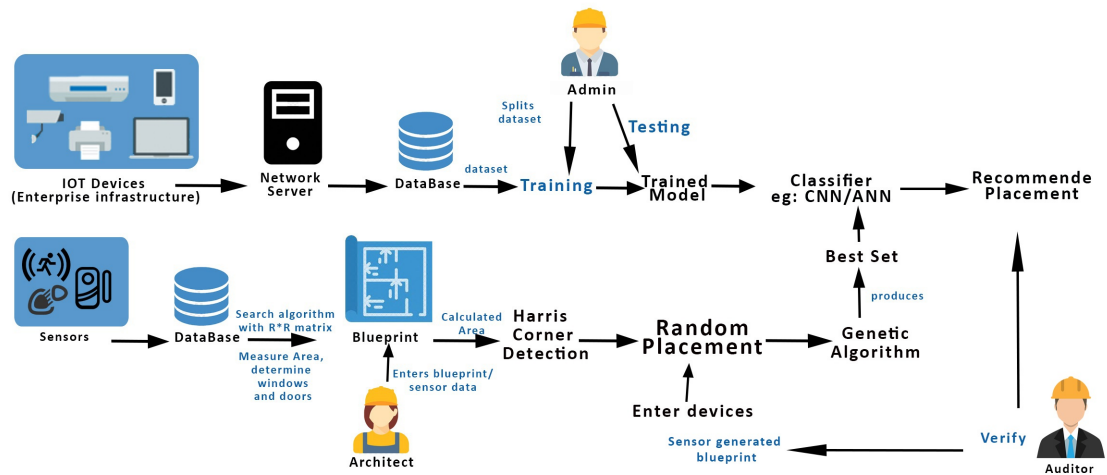 Admin
Splits
dataset
Testing
IOT Devices
(Enterprise infrastructure)
Network
Server
DataBase
dataset
Training
Trained
Model
Classifier
eg: CNN/ANN
Recommende
Placement
Best Set
produces
Sensors
DataBase
Search algorithm
with R*R matrix
Measure Area,
determine
windows
and doors
Blueprint
Calculated
Area
Enters blueprint/
sensor data
Architect
Harris
Corner
Detection
Random
Placement
Genetic
Algorithm
Enter devices
Sensor generated
blueprint
Verify
Auditor